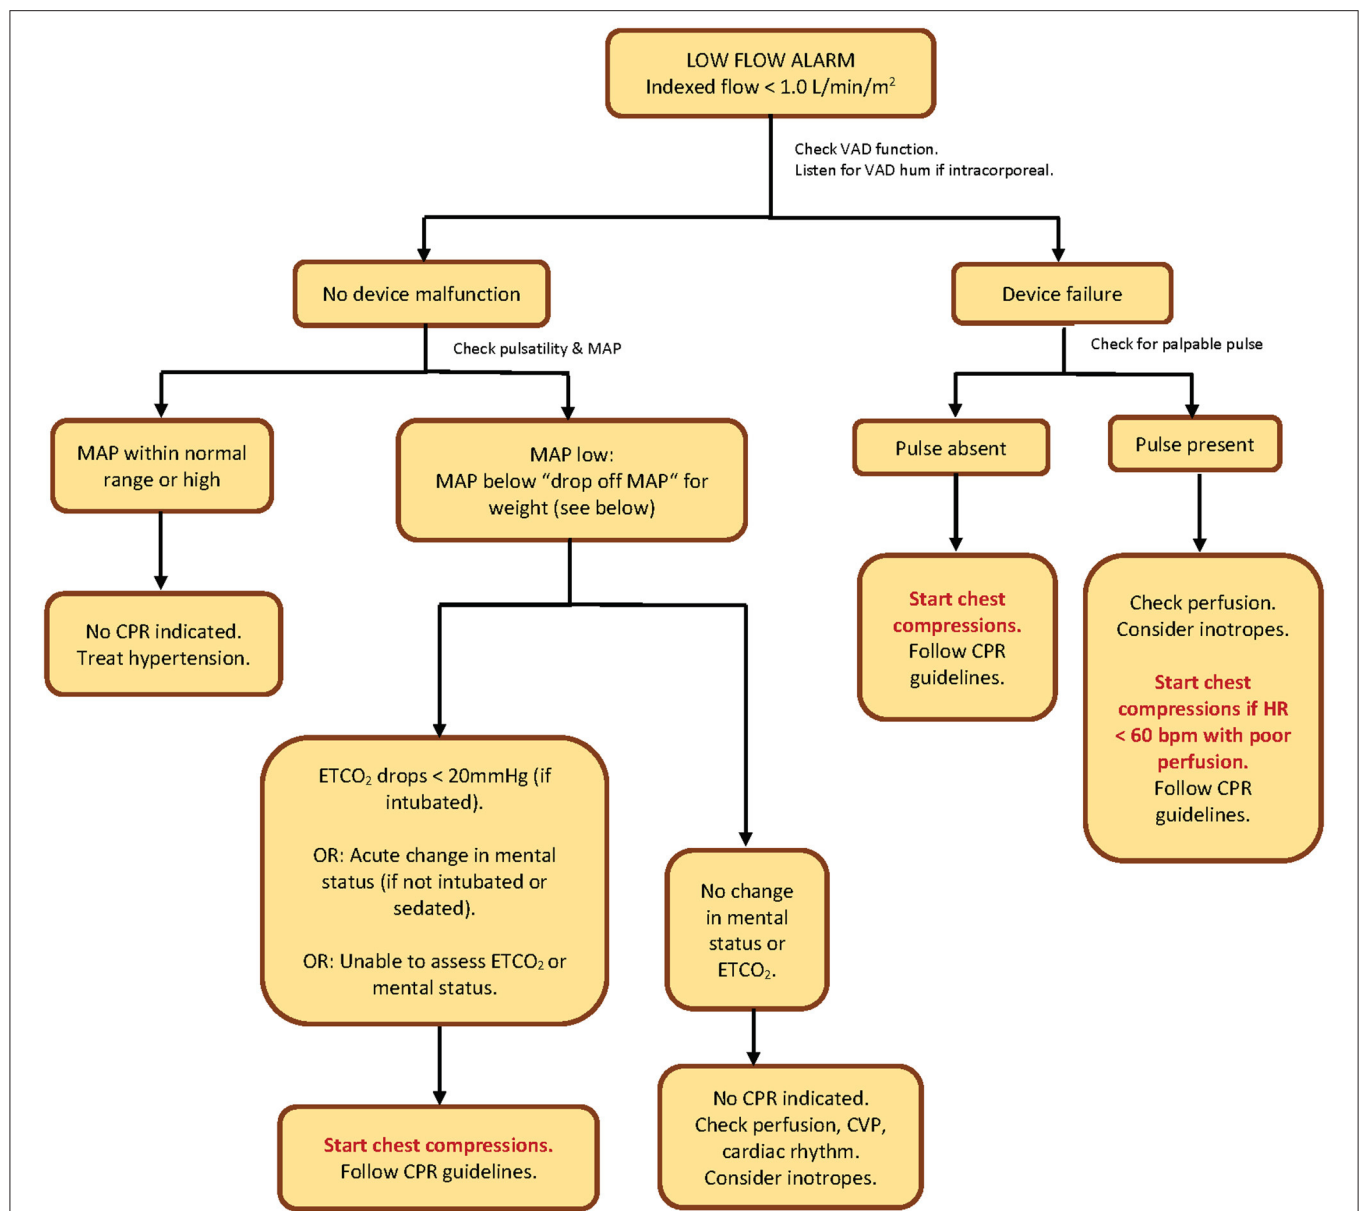 LOW FLOW ALARM
Indexed flow < 1.0 L/min/m²
Check VAD function.
Listen for VAD hum if intracorporeal.
No device malfunction
Device failure
Check pulsatility & MAP
Check for palpable pulse
MAP within normal
range or high
MAP low:
MAP below “drop off MAP“ for
weight (see below)
Pulse absent
Pulse present
No CPR indicated.
Treat hypertension.
Start chest
compressions.
Follow CPR
guidelines.
Check perfusion.
Consider inotropes.
Start chest
compressions if HR
< 60 bpm with poor
perfusion.
Follow CPR
guidelines.
ETCO₂ drops < 20mmHg (if
intubated).
OR: Acute change in mental
status (if not intubated or
sedated).
OR: Unable to assess ETCO₂ or
mental status.
No change
in mental
status or
ETCO₂.
Start chest compressions.
Follow CPR guidelines.
No CPR indicated.
Check perfusion, CVP,
cardiac rhythm.
Consider inotropes.